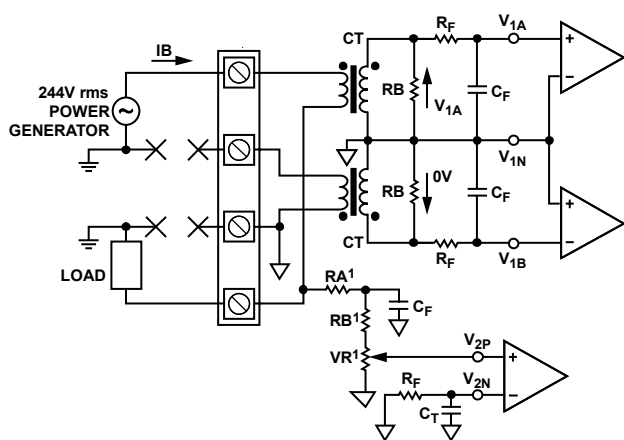 IB
244V rms
POWER
GENERATOR
LOAD
CT
RB
V1A
RF
V1A
CF
V1N
RB
0V
CF
CT
RF
V1B
RA1
CF
RB1
VR1
V2P
RF
V2N
CT
+
−
+
−
+
−